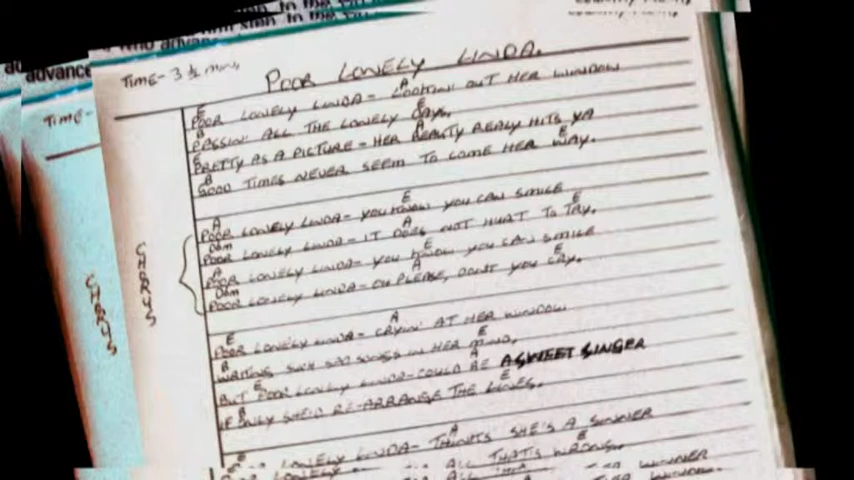 advance
TIME- 3 ½ mins
POOR LONELY LINDA.
E A
POOR LONELY LINDA- LOOKIN' OUT HER WINDOW
B E
PASSIN' ALL THE LONELY DAYS.
E A
PRETTY AS A PICTURE- HER BEAUTY REALY HITS YA
B E
GOOD TIMES NEVER SEEM TO COME HER WAY.
CHORUS
A E
POOR LONELY LINDA- YOU KNOW YOU CAN SMILE
A E
POOR LONELY LINDA- IT DOES NOT HURT TO TRY.
A E
POOR LONELY LINDA- YOU KNOW YOU CAN SMILE
A E
POOR LONELY LINDA- OH PLEASE, DON'T YOU CRY.
E A
POOR LONELY LINDA- CRYIN' AT HER WINDOW
B E
WRITING SUCH SAD SONGS IN HER MIND.
E A
BUT POOR LONELY LINDA- COULD BE A SWEET SINGER
B E
IF ONLY SHE'D RE-ARRANGE THE LINES.
E A
POOR LONELY LINDA- THINKS SHE'S A SINNER
E
ALL THAT'S WRONG.
TIME-
CHORUS